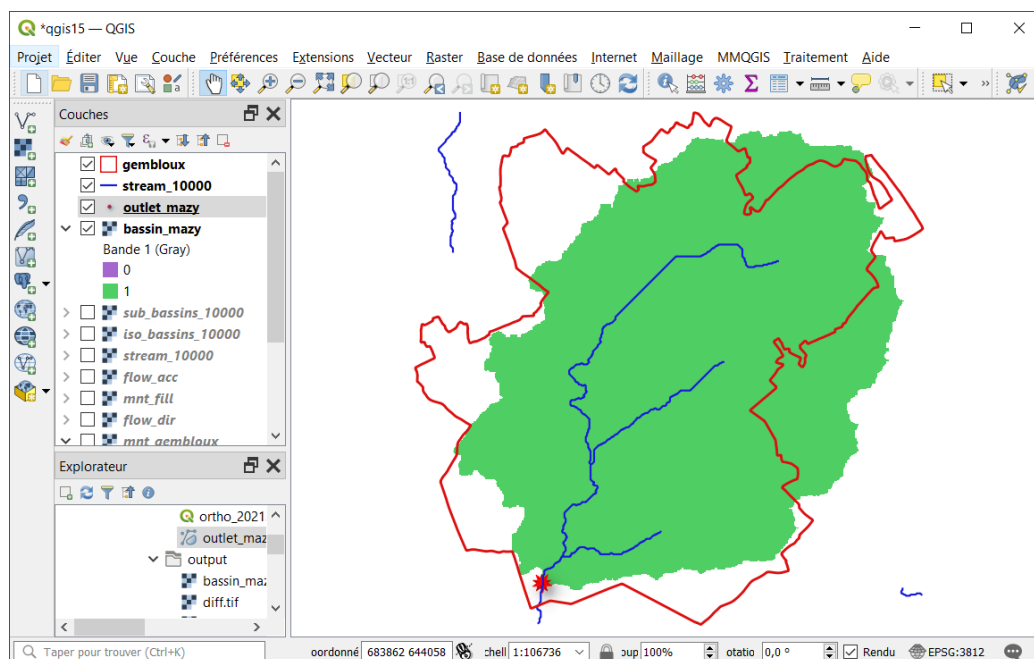 *qgis15 — QGIS
Projet Éditer Vue Couche Préférences Extensions Vecteur Raster Base de données Internet Maillage MMQGIS Traitement Aide
Couches
gembloux
stream_10000
outlet_mazy
bassin_mazy
Bande 1 (Gray)
0
1
sub_bassins_10000
iso_bassins_10000
stream_10000
flow_acc
mnt_fill
flow_dir
mnt_gembloux
Explorateur
ortho_2021
outlet_maz
output
bassin_maz
diff.tif
Taper pour trouver (Ctrl+K) oordonné 683862 644058 chell 1:106736 oup 100% otatio 0,0 ° Rendu EPSG:3812